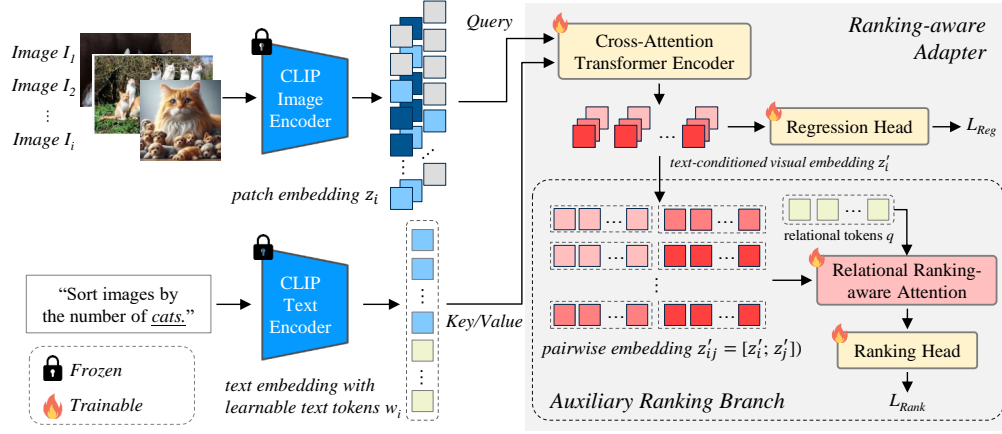 Image I1
Image I2
⋮
Image Ii
CLIP
Image
Encoder
patch embedding zi
Query
Cross-Attention
Transformer Encoder
Ranking-aware
Adapter
...
Regression Head
LReg
text-conditioned visual embedding z′i
“Sort images by
the number of cats.”
CLIP
Text
Encoder
Key/Value
text embedding with
learnable text tokens wi
Frozen
Trainable
... ...
... ...
⋮
... ...
pairwise embedding z′ij = [z′i; z′j])
...
relational tokens q
Relational Ranking-
aware Attention
Ranking Head
LRank
Auxiliary Ranking Branch